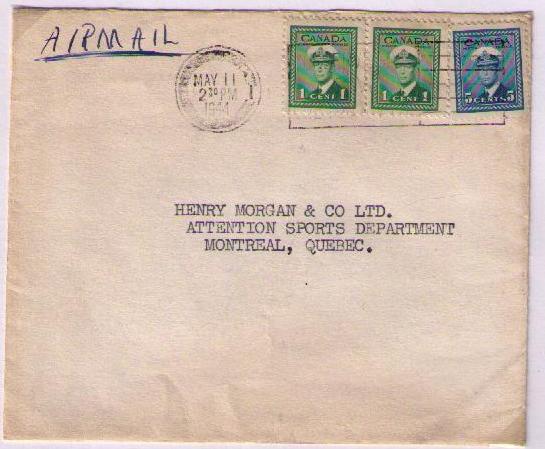 AIRMAIL
MAY 11
2 30 PM
CANADA
1 CENT 1
CANADA
1 CENT 1
CANADA
5 CENTS 5
HENRY MORGAN & CO LTD.
ATTENTION SPORTS DEPARTMENT
MONTREAL, QUEBEC.